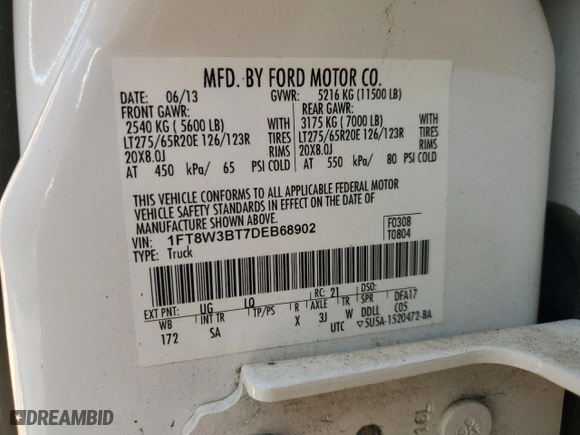 MFD. BY FORD MOTOR CO.
DATE: 06/13 GVWR: 5216 KG (11500 LB)
FRONT GAWR: REAR GAWR:
2540 KG ( 5600 LB) WITH 3175 KG ( 7000 LB) WITH
LT275/65R20E 126/123R TIRES LT275/65R20E 126/123R TIRES
20X8.0J RIMS 20X8.0J RIMS
AT 450 kPa/ 65 PSI COLD AT 550 kPa/ 80 PSI COLD
THIS VEHICLE CONFORMS TO ALL APPLICABLE FEDERAL MOTOR
VEHICLE SAFETY STANDARDS IN EFFECT ON THE DATE OF
MANUFACTURE SHOWN ABOVE.
VIN: 1FT8W3BT7DEB68902 F0308
TYPE: Truck T0804
EXT PNT: UG LQ RC: 21 DSO:
WB INT TR TP/PS R AXLE TR SPR DFA17
172 SA X 3J W DDLL C05
UTC ▽5U5A-1520472-BA
DREAMBID